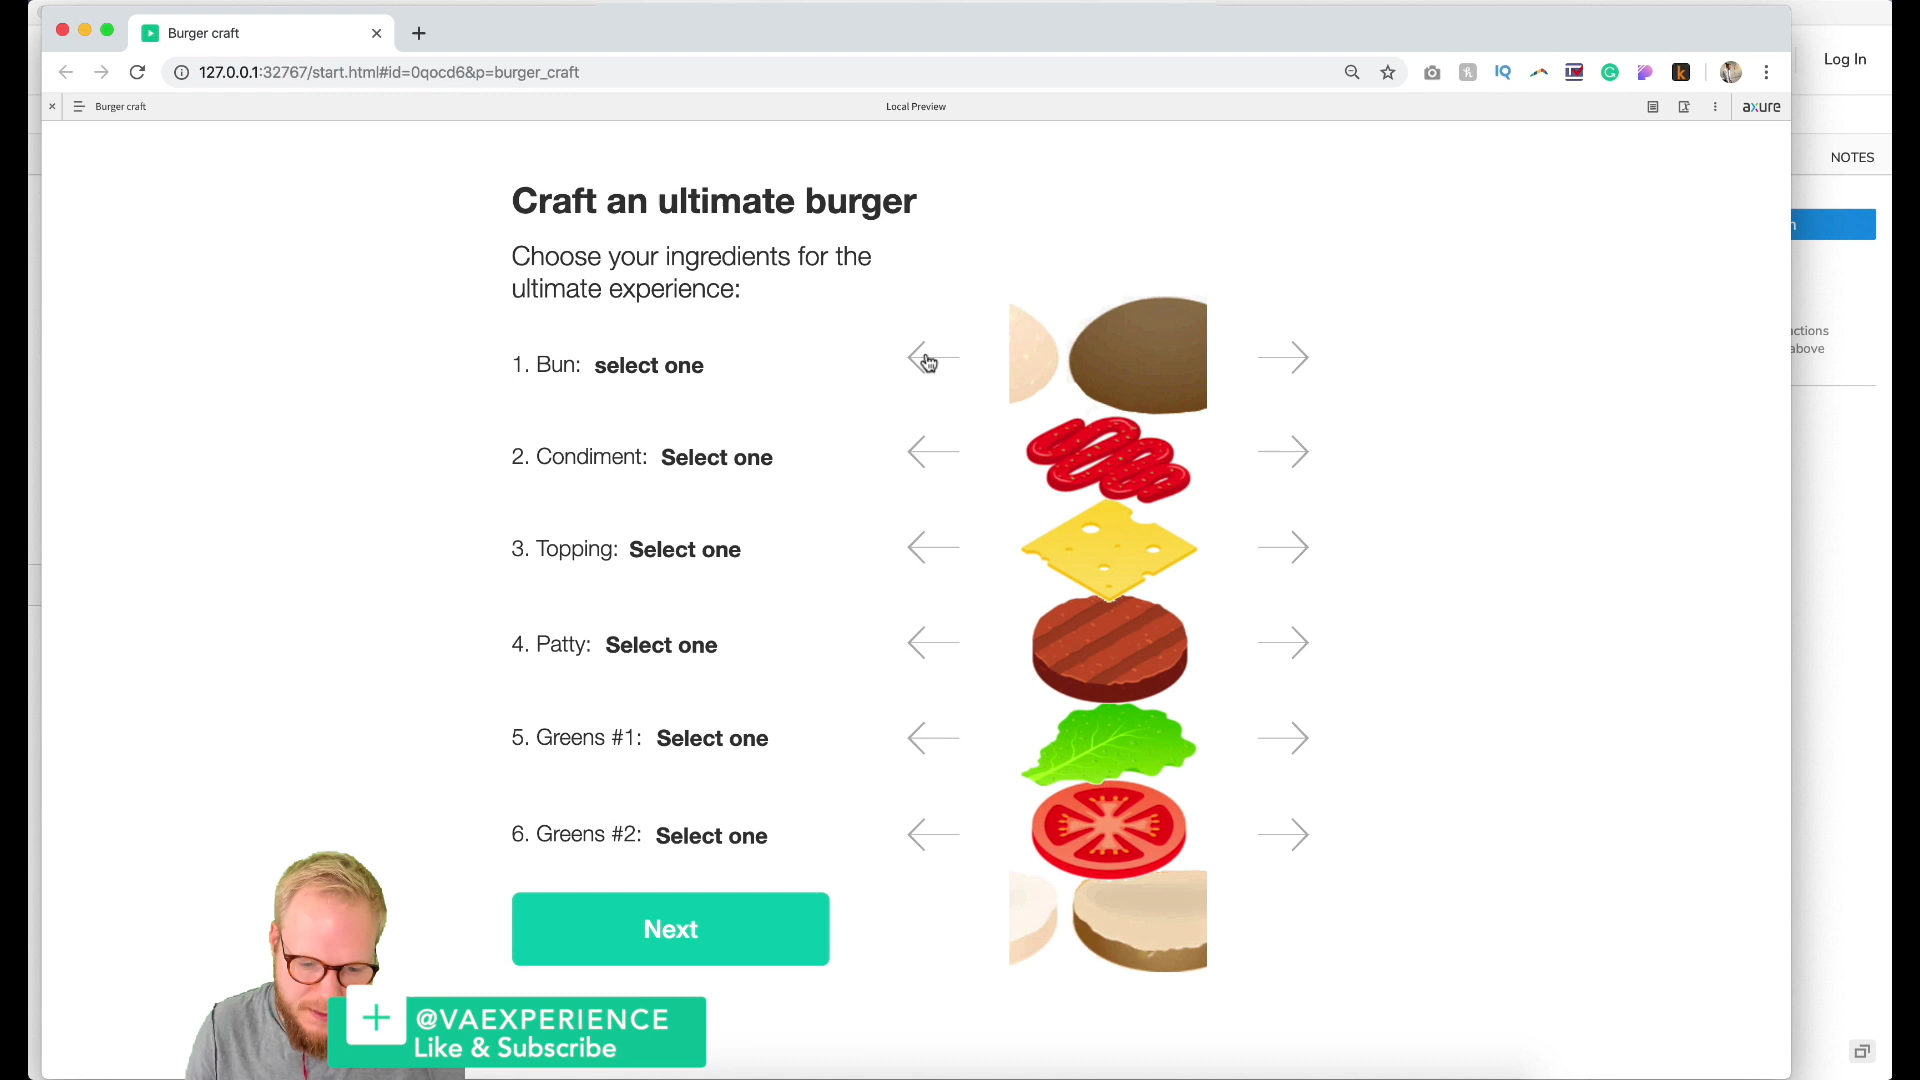 Burger craft
127.0.0.1:32767/start.html#id=0qocd6&p=burger_craft
IQ
k
Log In
Burger craft
Local Preview
axure
NOTES
Craft an ultimate burger
Choose your ingredients for the
ultimate experience:
1. Bun: select one
2. Condiment: Select one
3. Topping: Select one
4. Patty: Select one
5. Greens #1: Select one
6. Greens #2: Select one
Next
above
@VAEXPERIENCE
Like & Subscribe